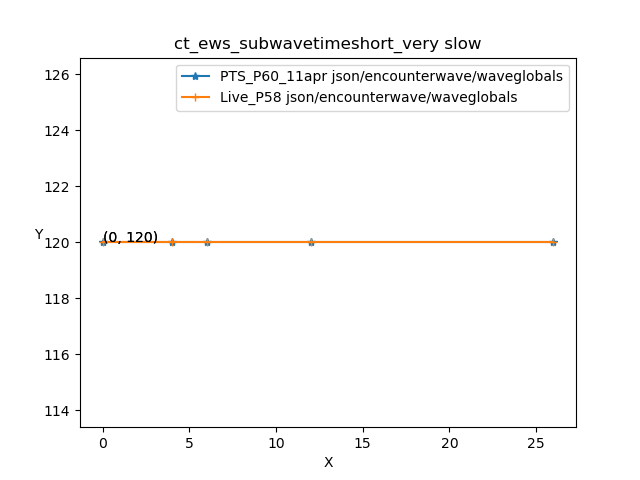 ct_ews_subwavetimeshort_very slow
PTS_P60_11apr json/encounterwave/waveglobals
Live_P58 json/encounterwave/waveglobals
126
124
122
120
118
116
114
Y
(0, 120)
0
5
10
15
20
25
X